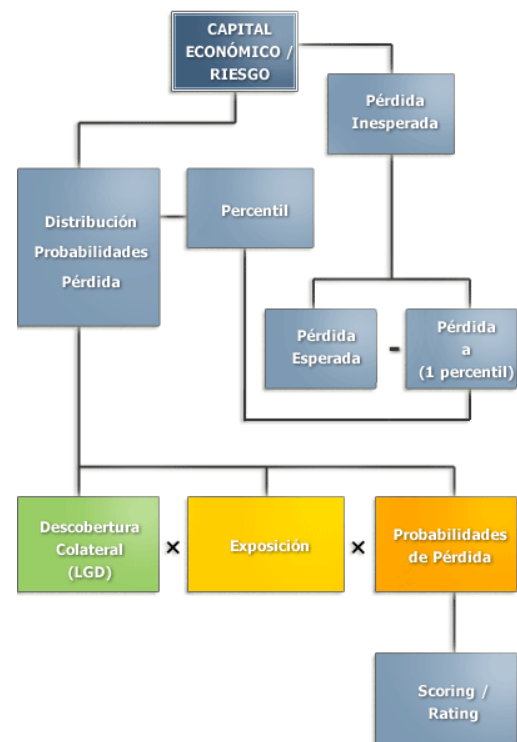 CAPITAL
ECONÓMICO /
RIESGO
Pérdida
Inesperada
Distribución
Probabilidades
Pérdida
Percentil
Pérdida
Esperada
-
Pérdida
a
(1 percentil)
Descobertura
Colateral
(LGD)
×
Exposición
×
Probabilidades
de Pérdida
Scoring /
Rating